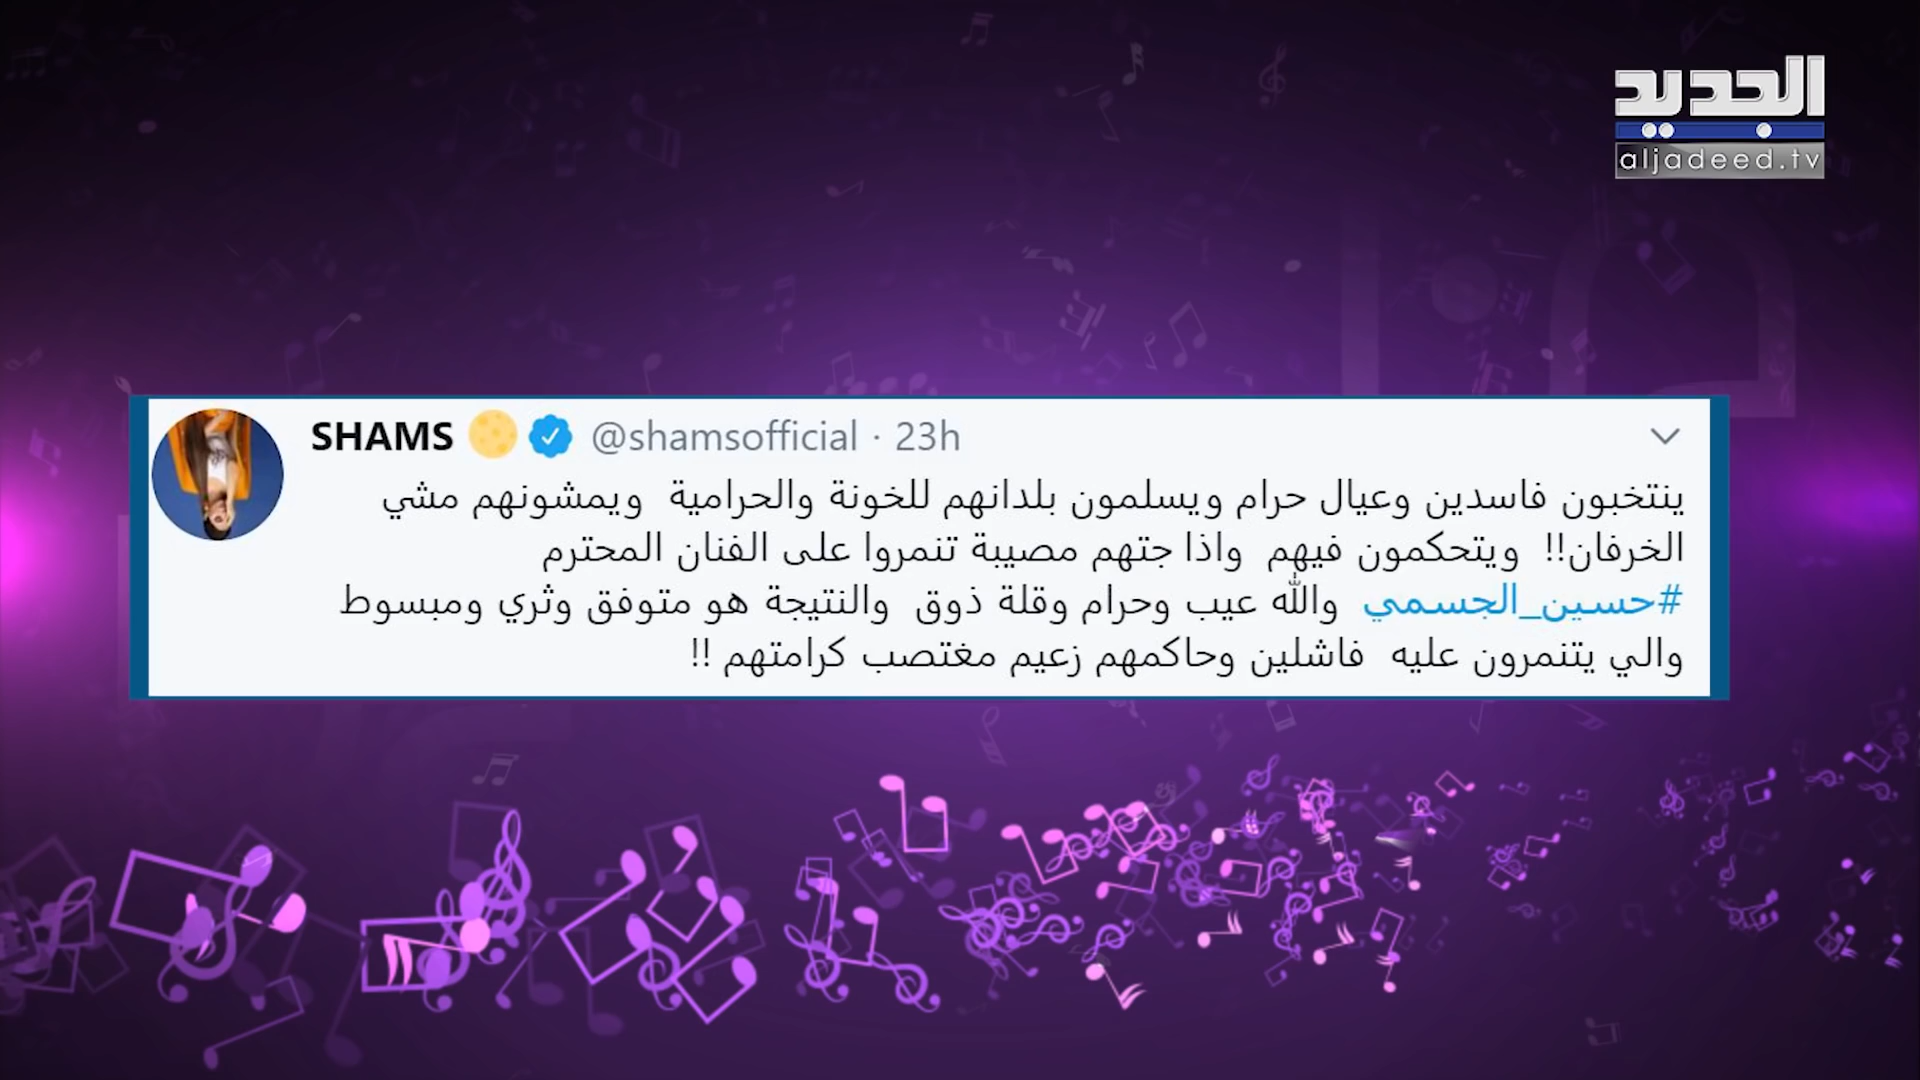 الجديد
aljadeed.tv
SHAMS @shamsofficial · 23h
ينتخبون فاسدين وعيال حرام ويسلمون بلدانهم للخونة والحرامية ويمشونهم مشي
الخرفان!! ويتحكمون فيهم واذا جتهم مصيبة تنمروا على الفنان المحترم
#حسين_الجسمي والله عيب وحرام وقلة ذوق والنتيجة هو متوفق وثري ومبسوط
والي يتنمرون عليه فاشلين وحاكمهم زعيم مغتصب كرامتهم !!